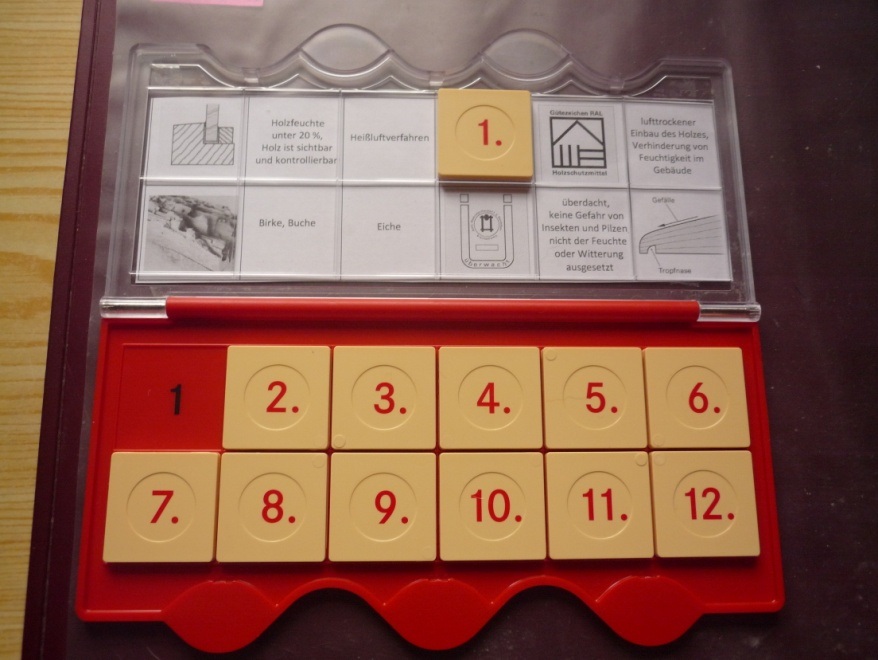 Holzfeuchte
unter 20 %,
Holz ist sichtbar
und kontrollierbar
Heißluftverfahren
1.
Gütezeichen RAL
Holzschutzmittel
lufttrockener
Einbau des Holzes,
Verhinderung von
Feuchtigkeit im
Gebäude
Birke, Buche
Eiche
überwacht
überdacht,
keine Gefahr von
Insekten und Pilzen
nicht der Feuchte
oder Witterung
ausgesetzt
Gefälle
Tropfnase
1
2.
3.
4.
5.
6.
7.
8.
9.
10.
11.
12.